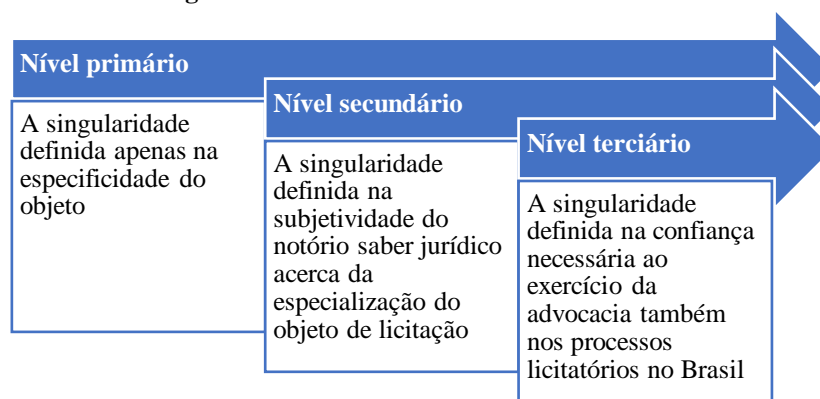 Nível primário
A singularidade
definida apenas na
especificidade do
objeto
Nível secundário
A singularidade
definida na
subjetividade do
notório saber jurídico
acerca da
especialização do
objeto de licitação
Nível terciário
A singularidade
definida na confiança
necessária ao
exercício da
advocacia também
nos processos
licitatórios no Brasil